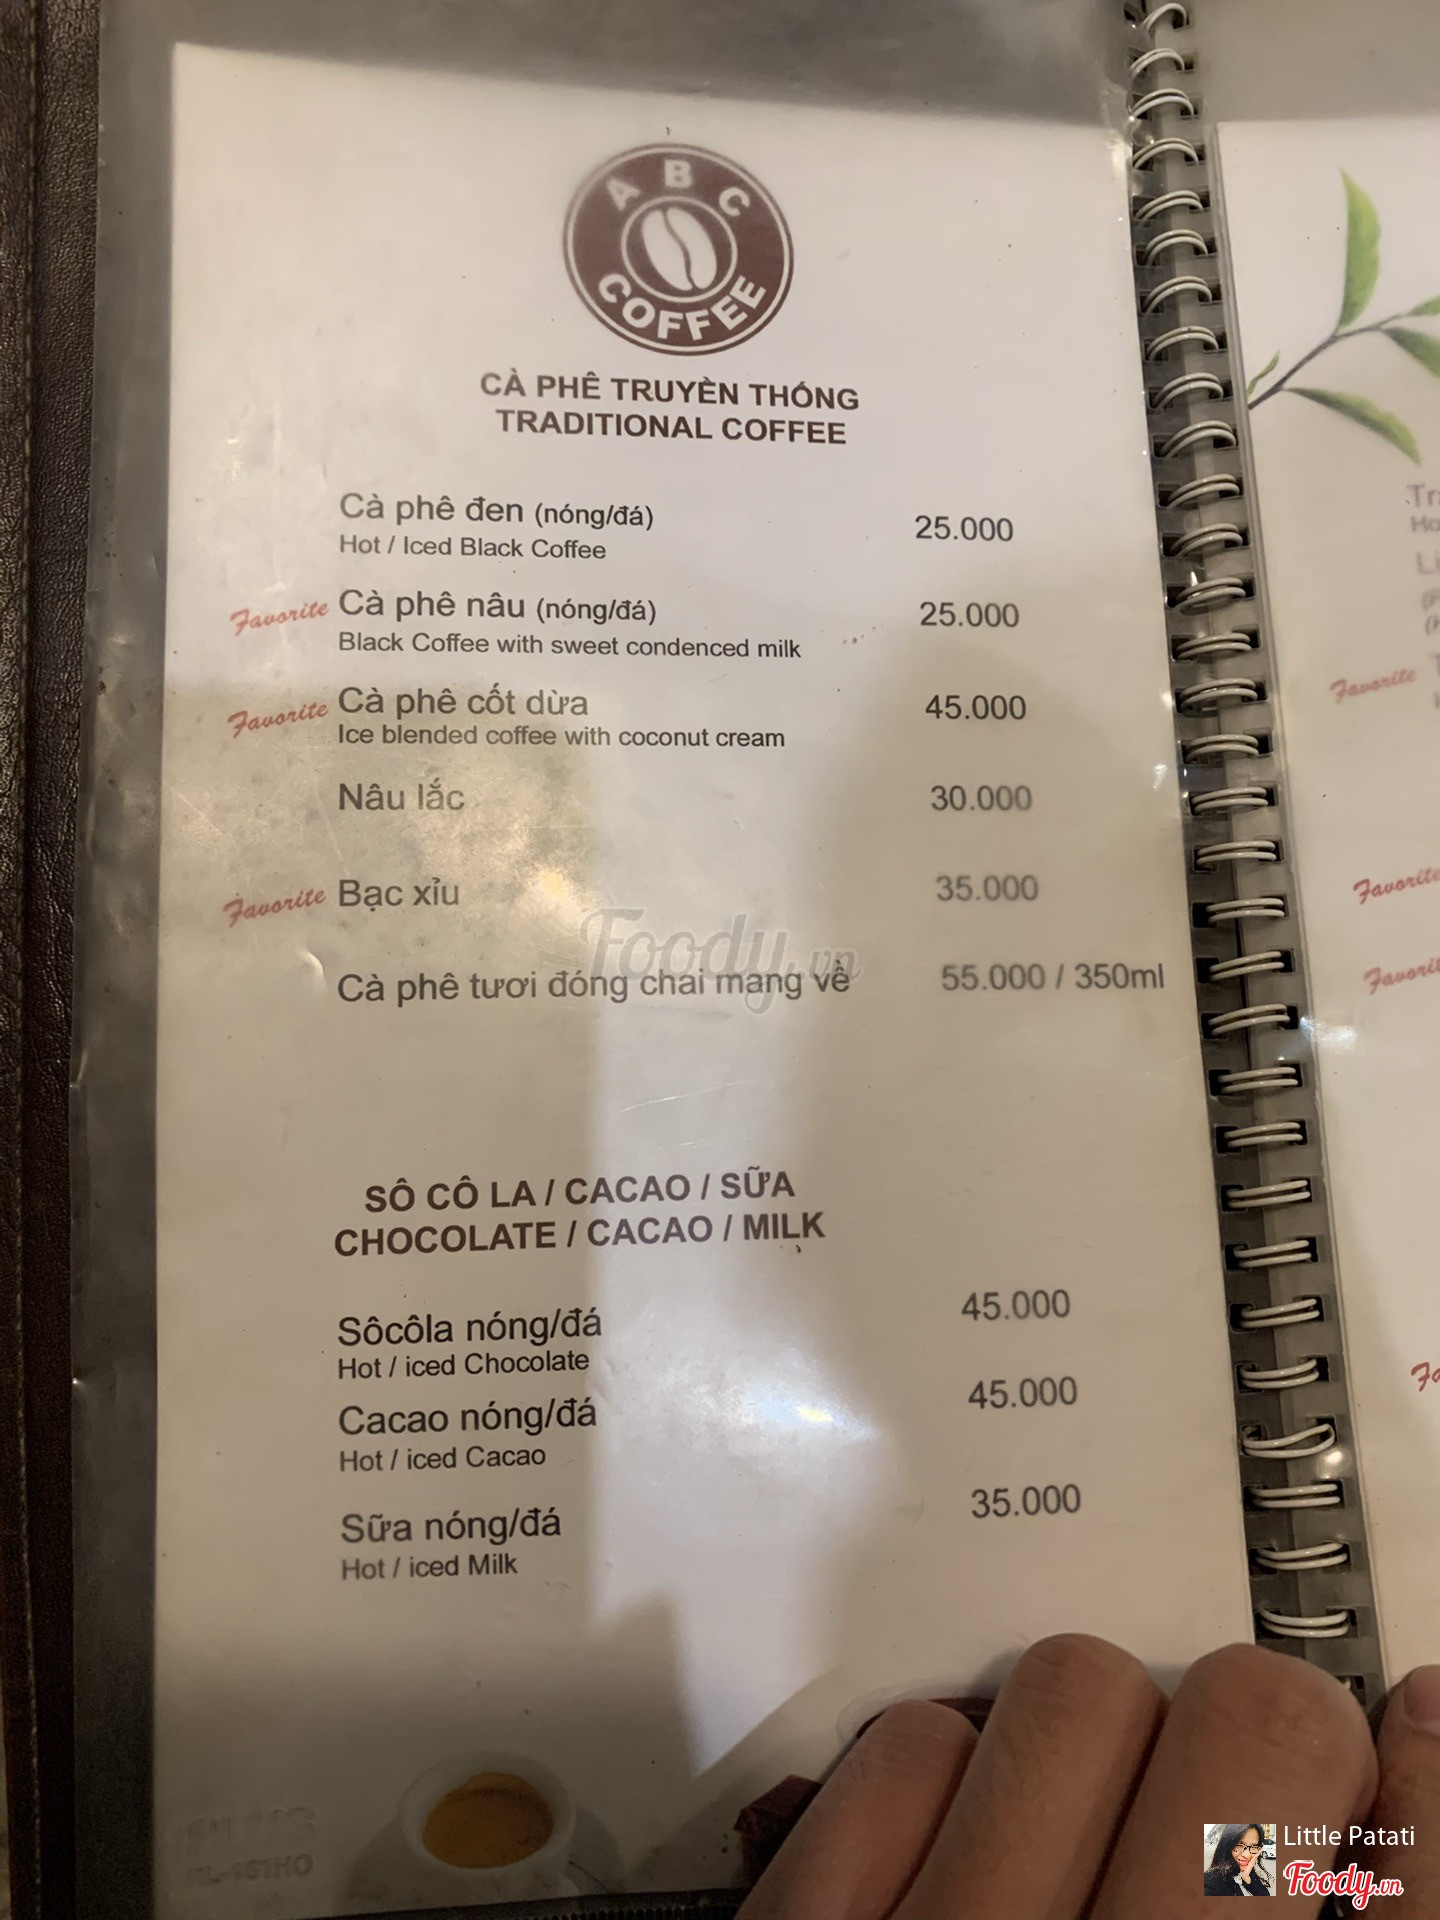 ABC
COFFEE
CÀ PHÊ TRUYỀN THỐNG
TRADITIONAL COFFEE
Cà phê đen (nóng/đá) 25.000
Hot / Iced Black Coffee
Favorite Cà phê nâu (nóng/đá) 25.000
Black Coffee with sweet condenced milk
Favorite Cà phê cốt dừa 45.000
Ice blended coffee with coconut cream
Nâu lắc 30.000
Favorite Bạc xỉu 35.000
Cà phê tươi đóng chai mang về 55.000 / 350ml
Foody.vn
SÔ CÔ LA / CACAO / SỮA
CHOCOLATE / CACAO / MILK
Sôcôla nóng/đá 45.000
Hot / iced Chocolate
Cacao nóng/đá 45.000
Hot / iced Cacao
Sữa nóng/đá 35.000
Hot / iced Milk
Favorite
Favorite
Favorite
Little Patati
Foody.vn